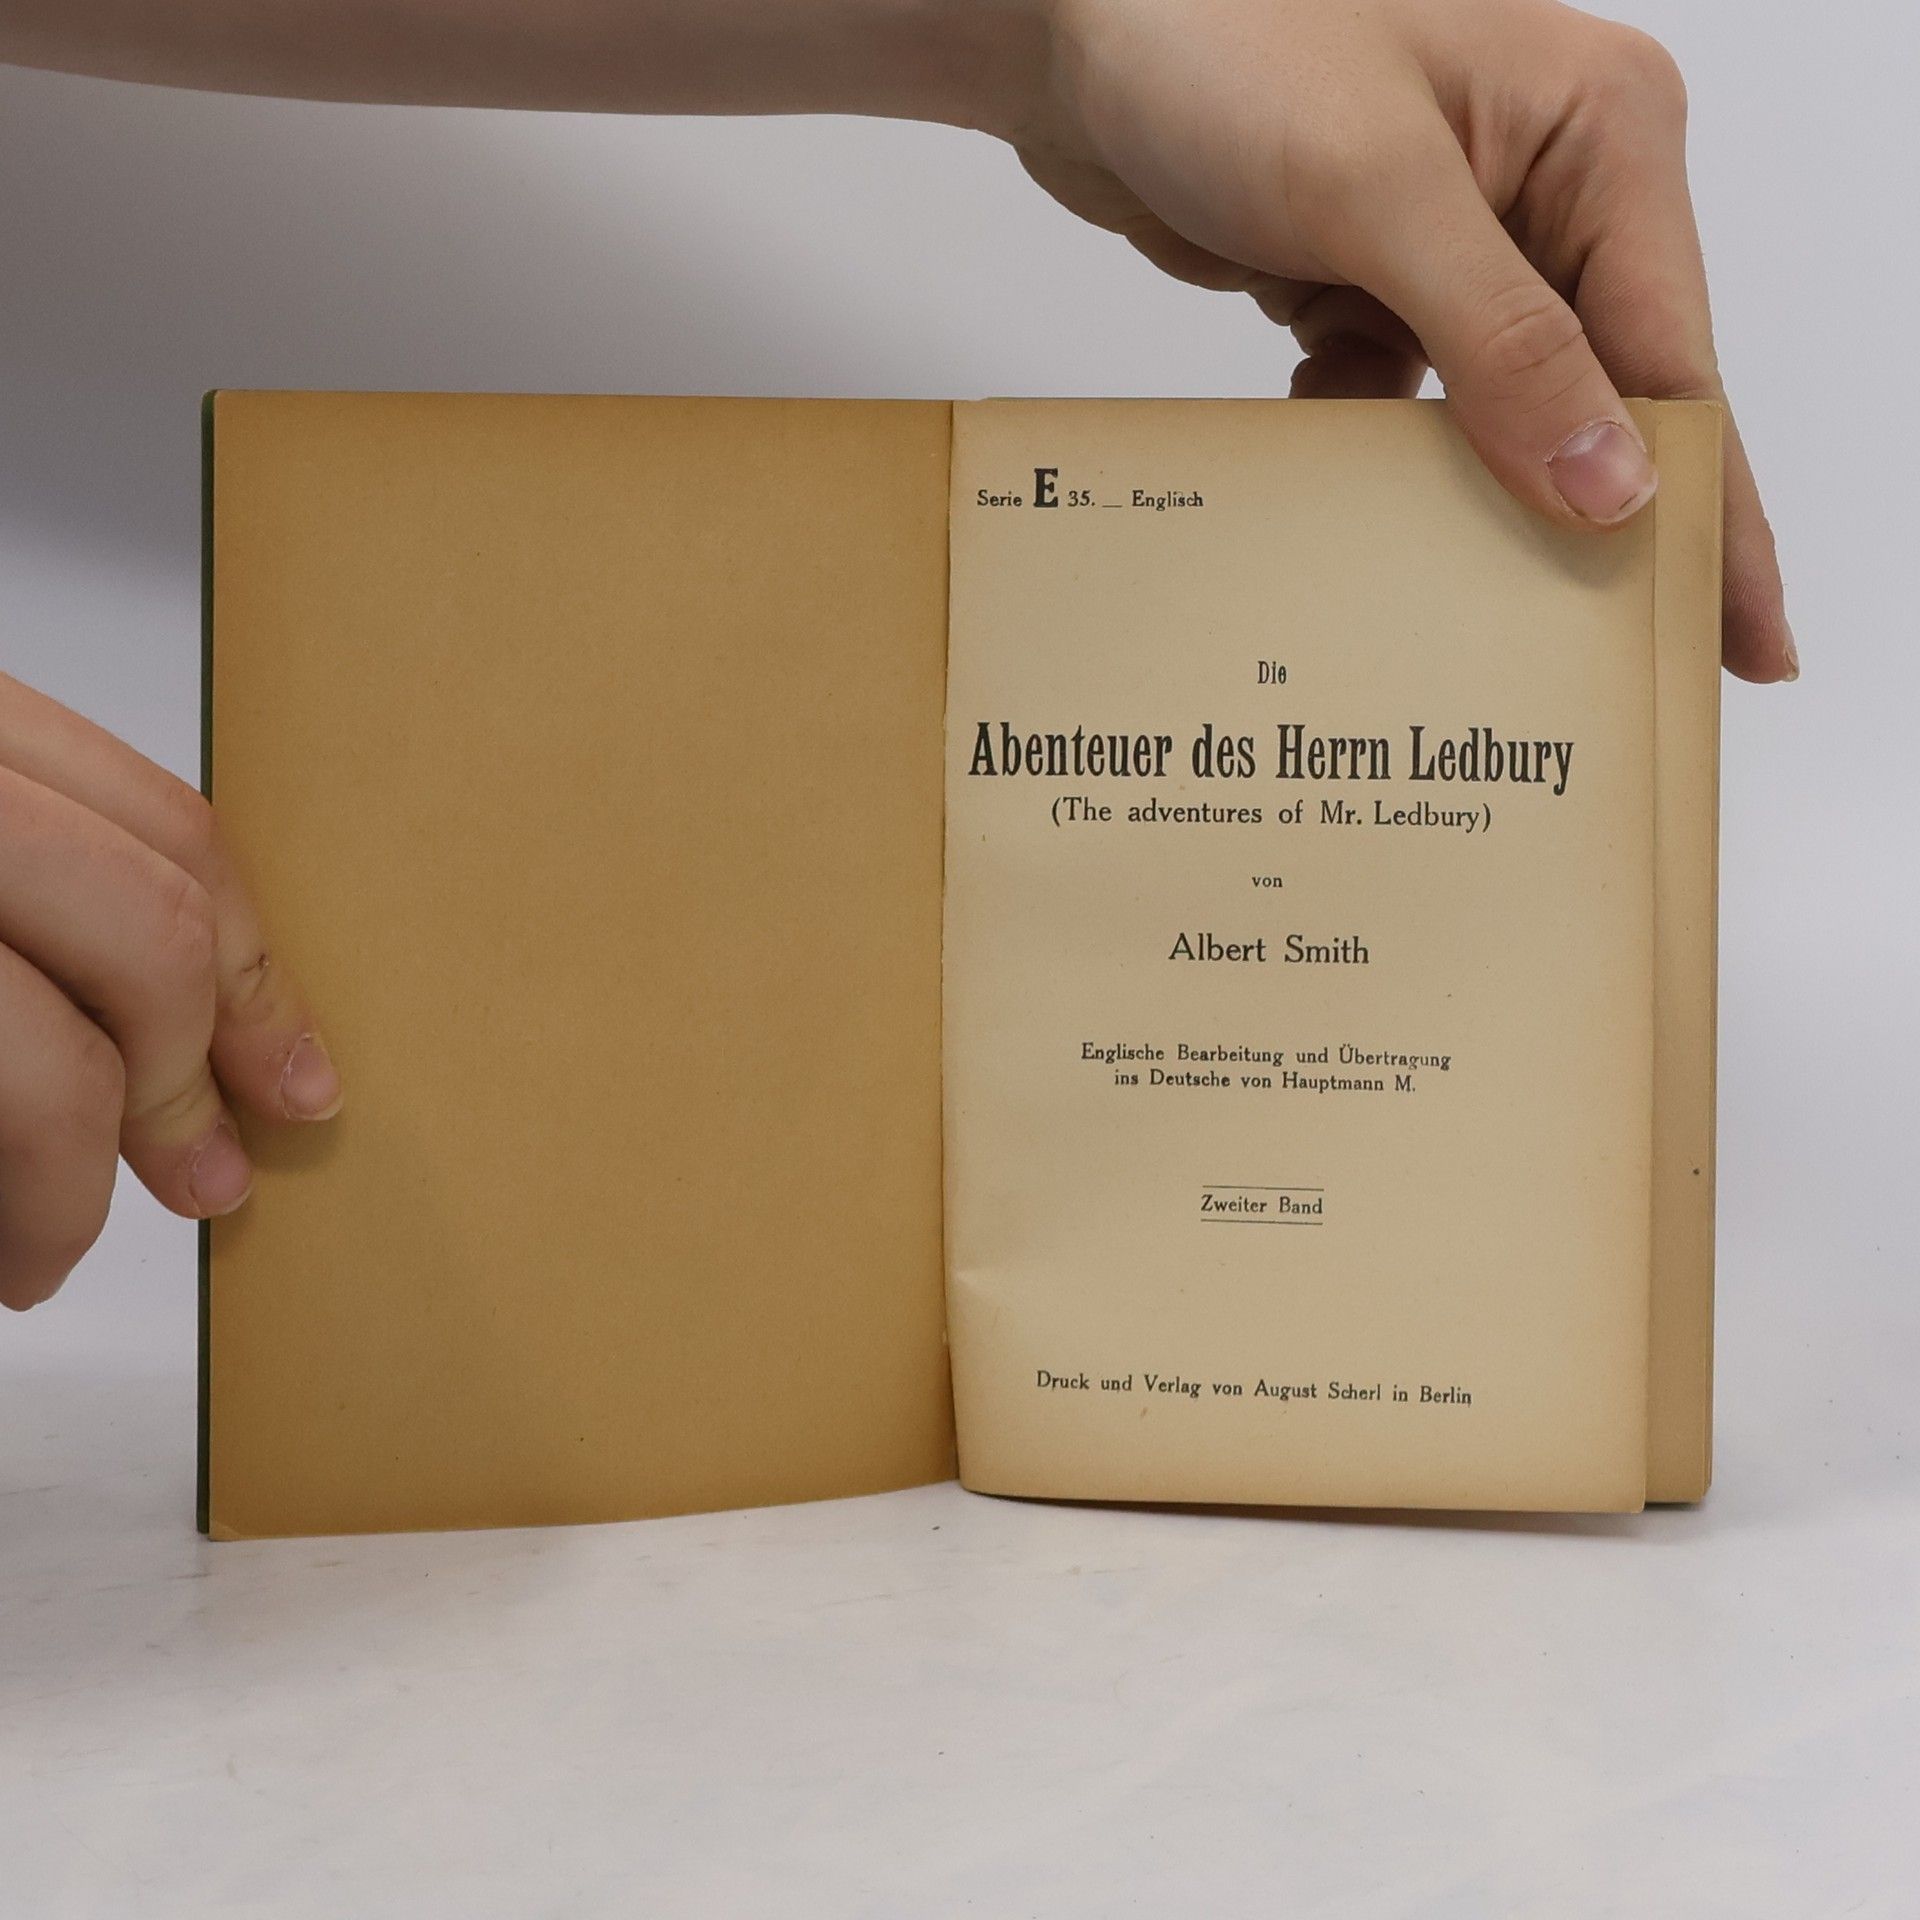 Serie E 35. — Englisch
Die
Abenteuer des Herrn Ledbury
(The adventures of Mr. Ledbury)
von
Albert Smith
Englische Bearbeitung und Übertragung
ins Deutsche von Hauptmann M.
Zweiter Band
Druck und Verlag von August Scherl in Berlin